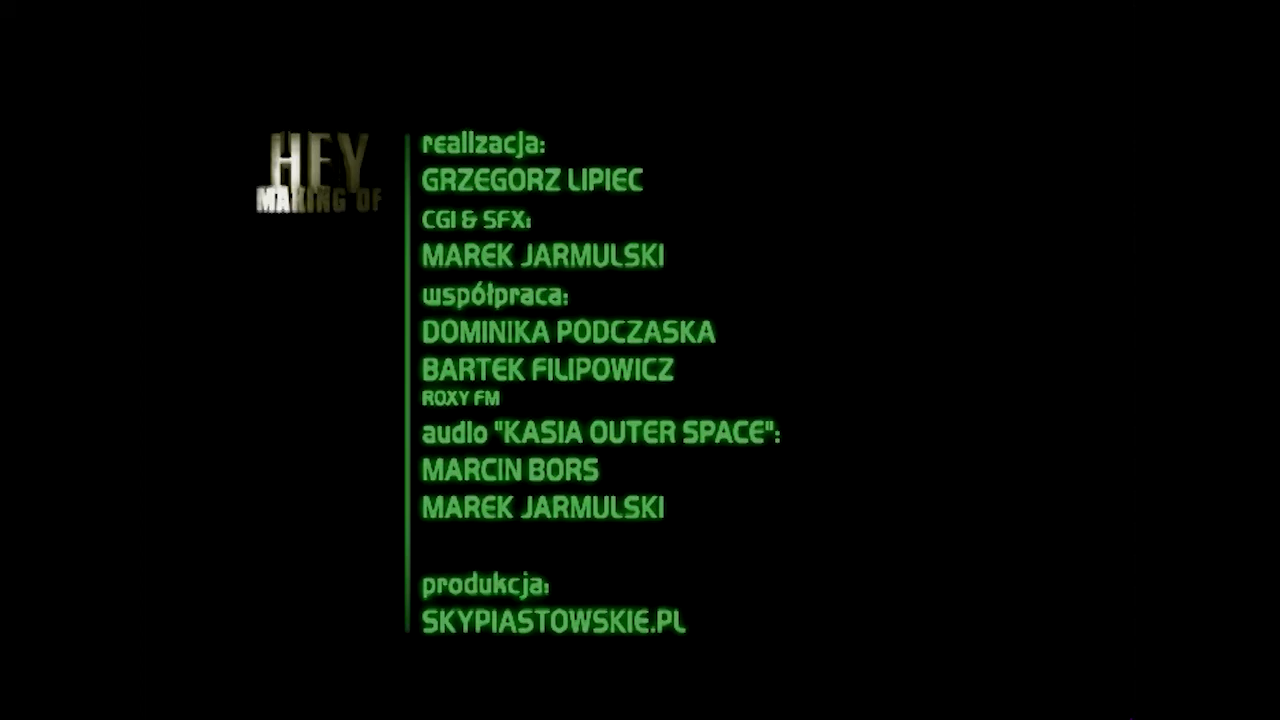 HEY
MAKING OF
realizacja:
GRZEGORZ LIPIEC
CGI & SFX:
MAREK JARMULSKI
współpraca:
DOMINIKA PODCZASKA
BARTEK FILIPOWICZ
ROXY FM
audio "KASIA OUTER SPACE":
MARCIN BORS
MAREK JARMULSKI
produkcja:
SKYPIASTOWSKIE.PL